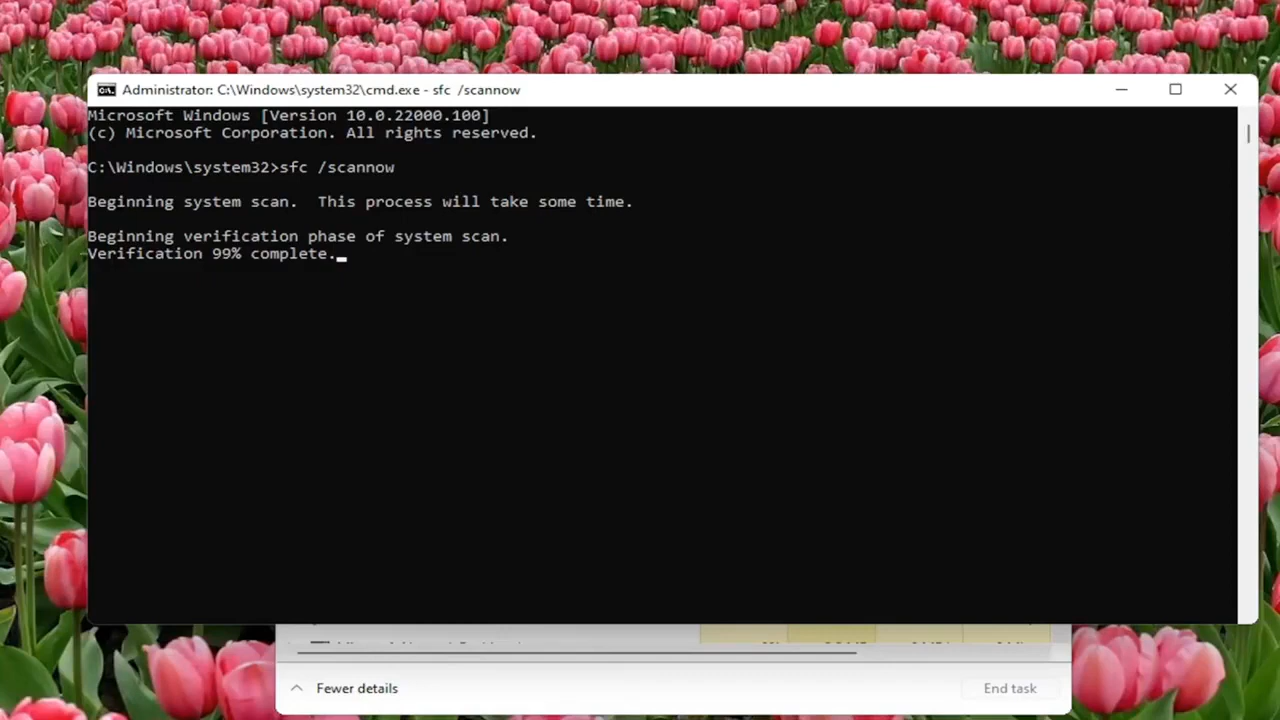 Administrator: C:\Windows\system32\cmd.exe - sfc  /scannow
Microsoft Windows [Version 10.0.22000.100]
(c) Microsoft Corporation. All rights reserved.
C:\Windows\system32>sfc /scannow
Beginning system scan.  This process will take some time.
Beginning verification phase of system scan.
Verification 99% complete.
Fewer details
End task